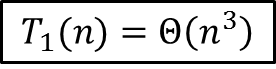 T₁(n) = Θ(n³)